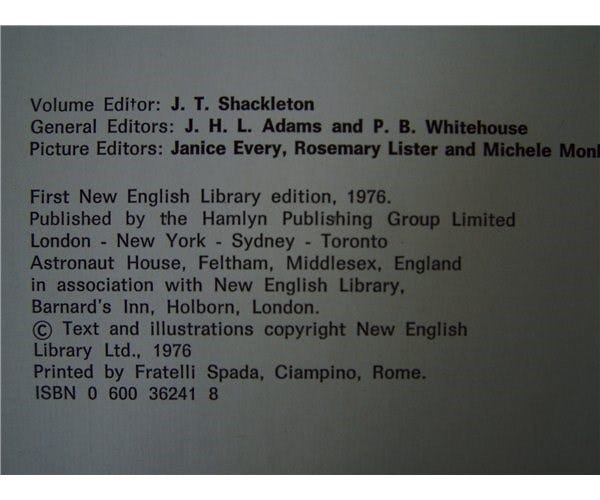 Volume Editor: J. T. Shackleton
General Editors: J. H. L. Adams and P. B. Whitehouse
Picture Editors: Janice Every, Rosemary Lister and Michele
First New English Library edition, 1976.
Published by the Hamlyn Publishing Group Limited
London - New York - Sydney - Toronto
Astronaut House, Feltham, Middlesex, England
in association with New English Library,
Barnard's Inn, Holborn, London.
© Text and illustrations copyright New English
Library Ltd., 1976
Printed by Fratelli Spada, Ciampino, Rome.
ISBN 0 600 36241 8